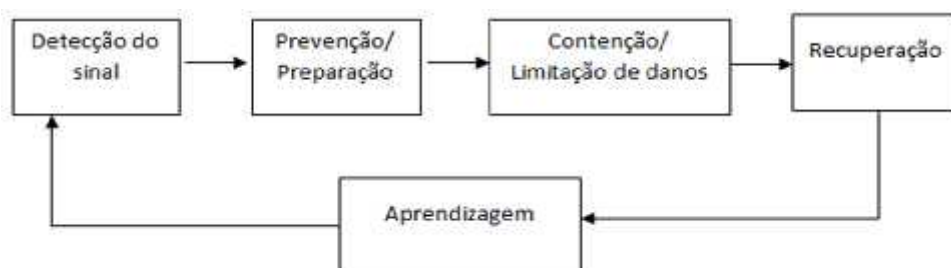 Detecção do
sinal
Prevenção/
Preparação
Contenção/
Limitação de danos
Recuperação
Aprendizagem